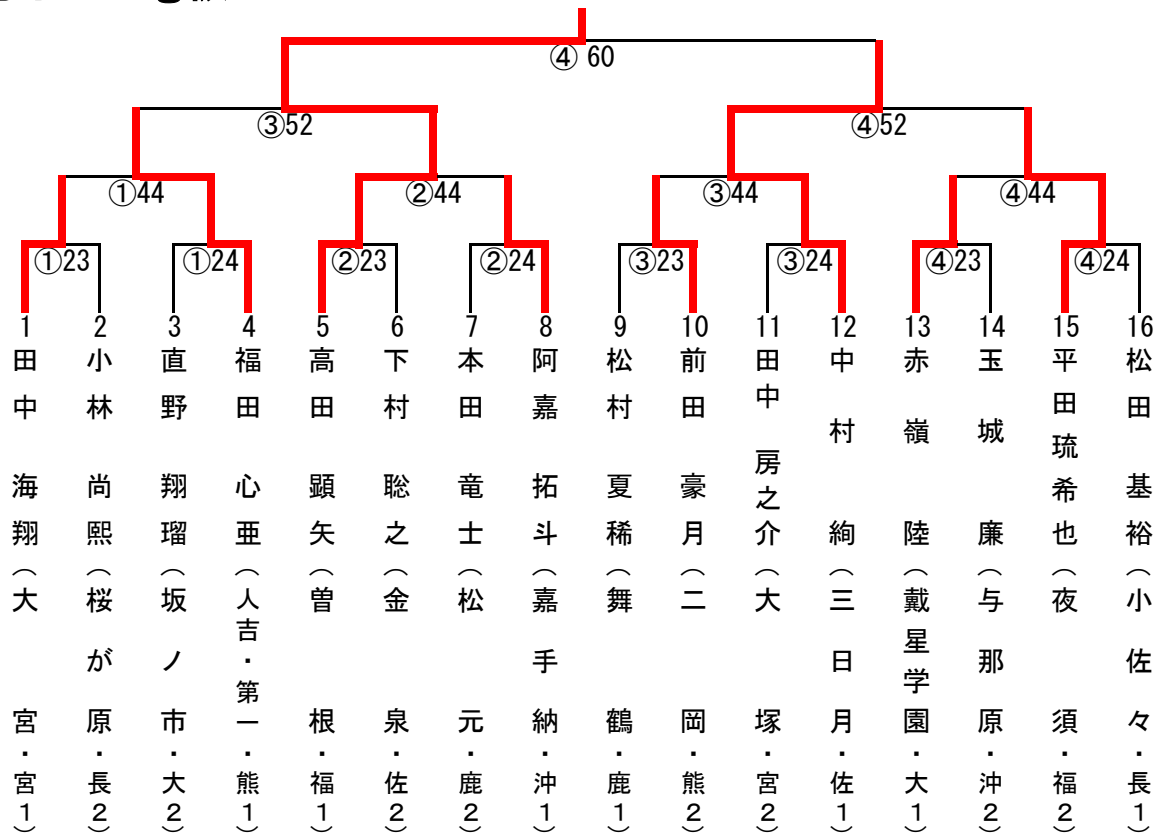 ④ 60
③52
④52
①44
②44
③44
④44
①23
①24
②23
②24
③23
③24
④23
④24
1 田中 海翔(大宮・宮1)
2 小林 尚熙(桜が原・長2)
3 直野 翔瑠(坂ノ市・大2)
4 福田 心亜(人吉・第一・熊1)
5 高田 顕矢(曽根・福1)
6 下村 聡之(金泉・佐2)
7 本田 竜士(松元・鹿2)
8 阿嘉 拓斗(嘉手納・沖1)
9 松村 夏稀(舞鶴・鹿1)
10 前田 豪月(二岡・熊2)
11 田中 房之介(大塚・宮2)
12 中村 絢(三日月・佐1)
13 赤嶺 陸(戴星学園・大1)
14 玉城 廉(与那原・沖2)
15 平田琉希也(夜須・福2)
16 松田 基裕(小佐々・長1)